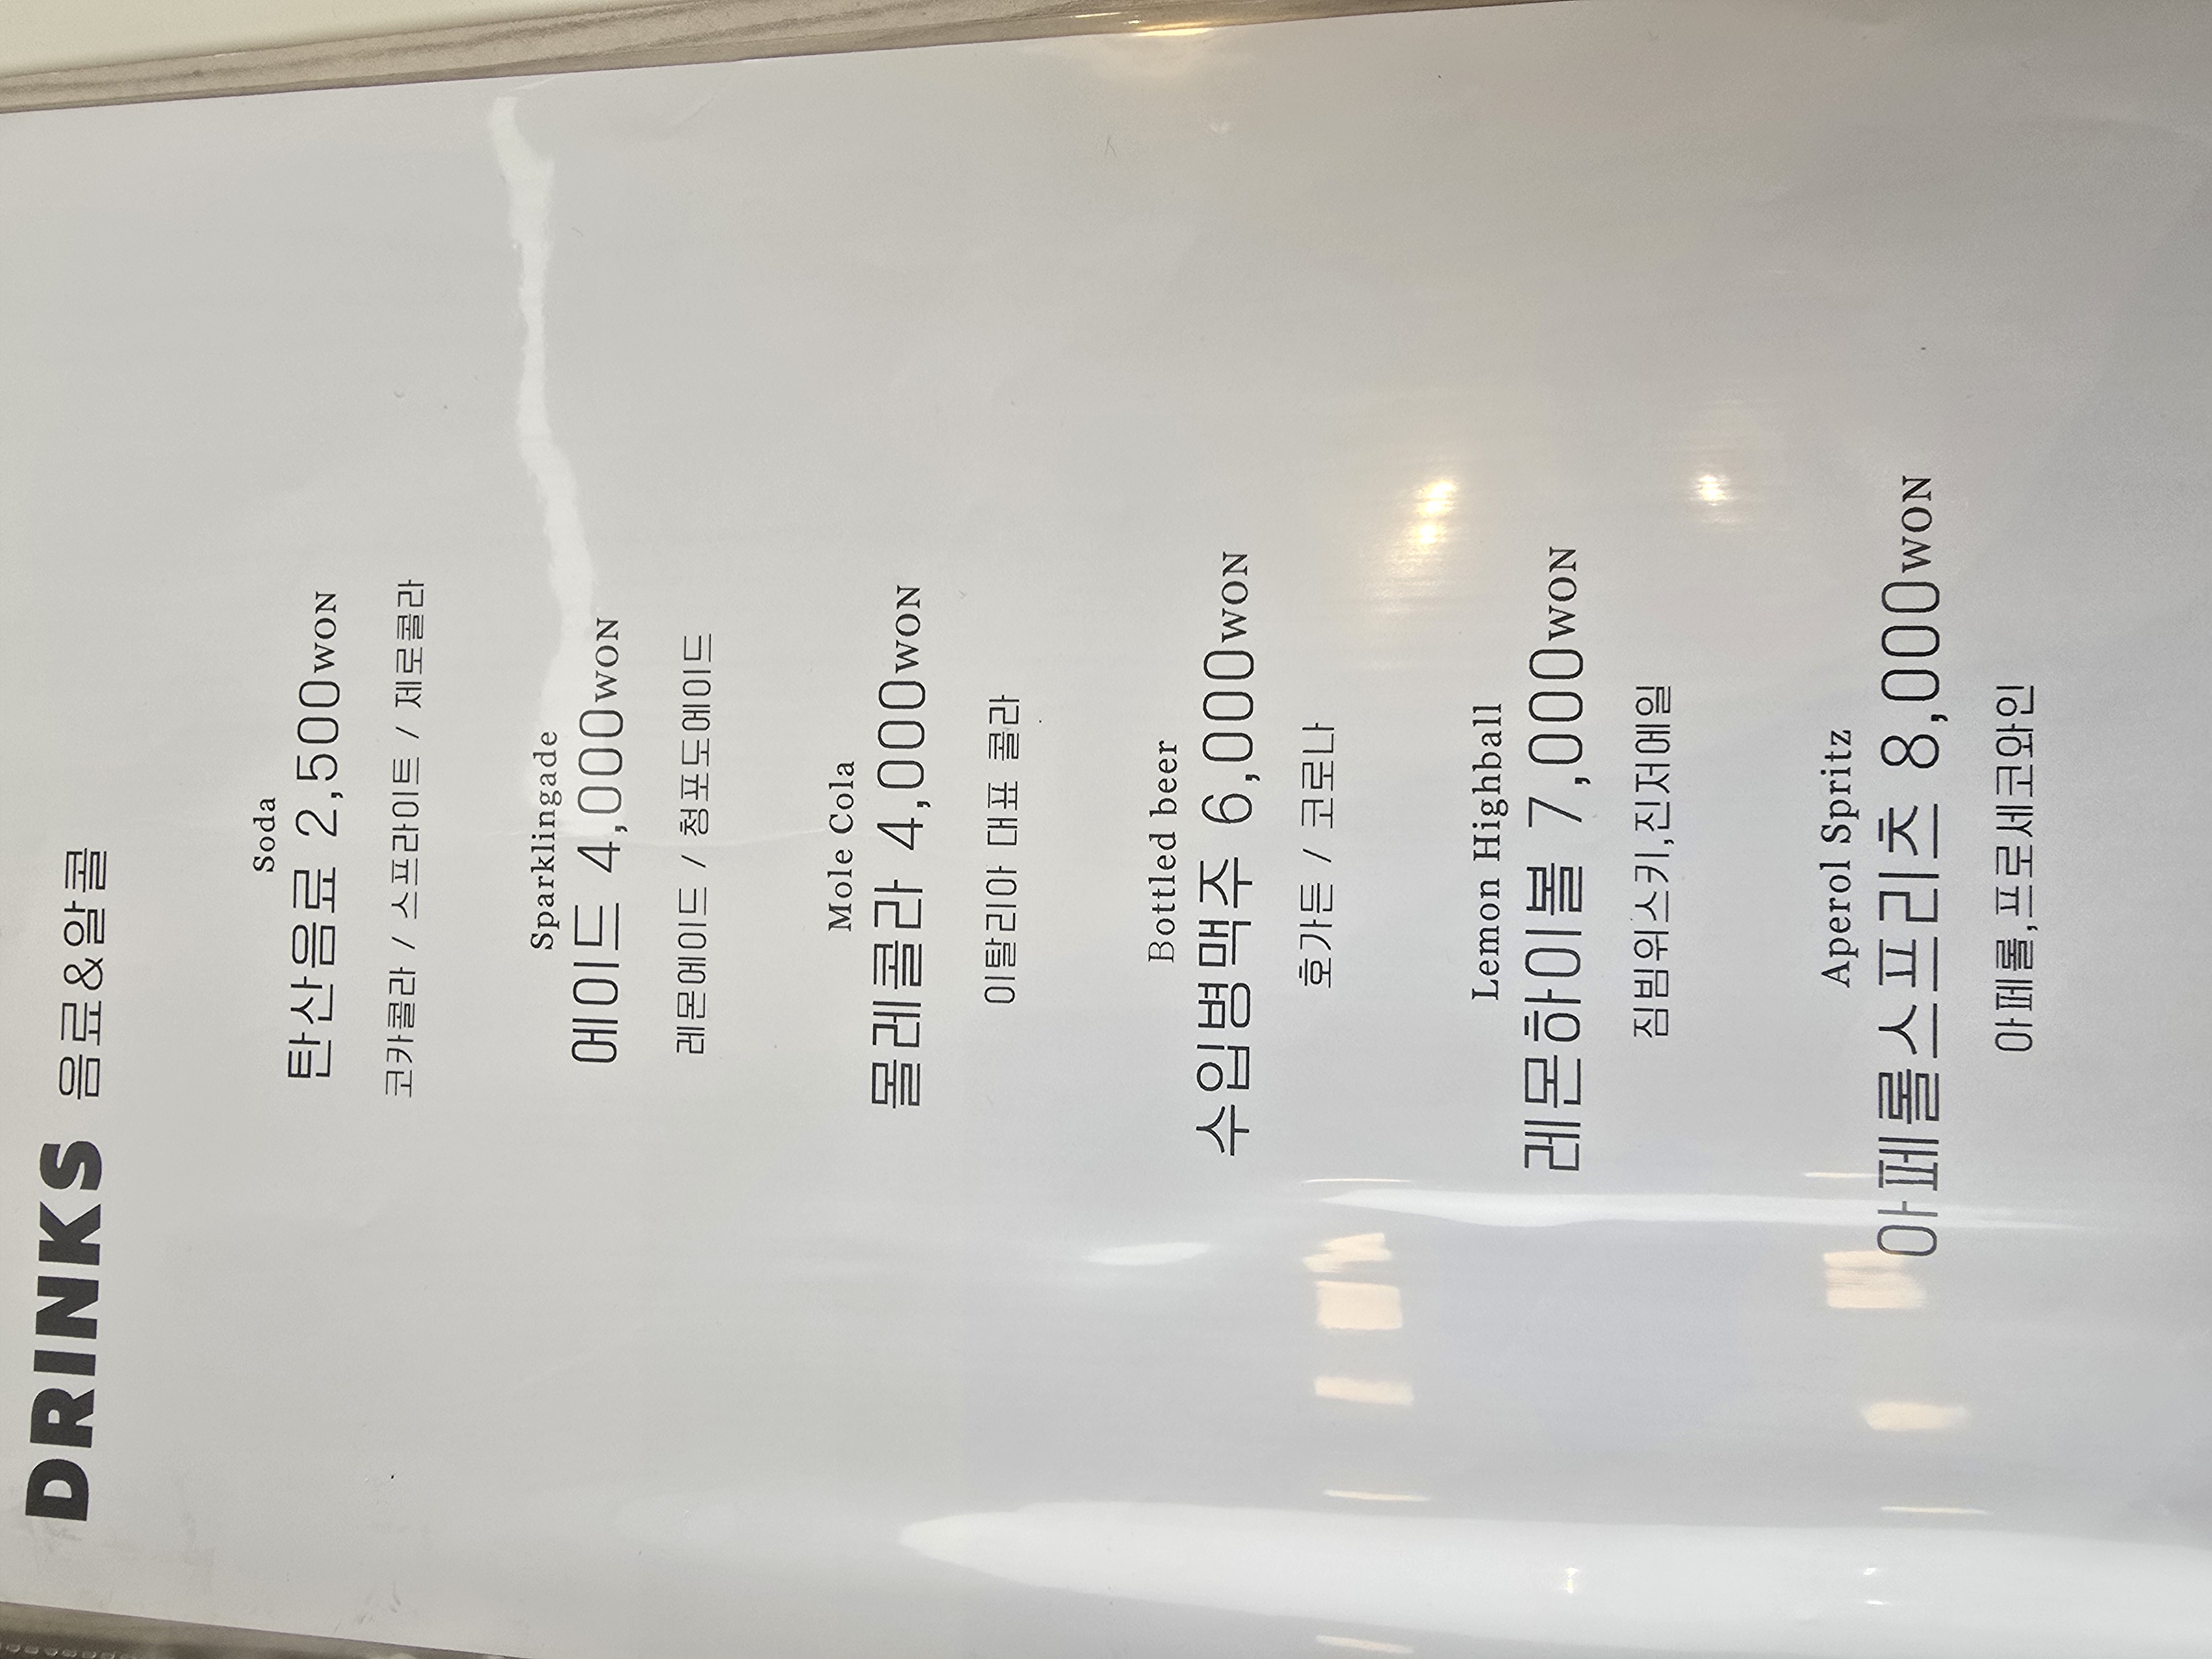 DRINKS 음료&알콜
Soda
탄산음료 2,500WON
코카콜라 / 스프라이트 / 제로콜라
Sparklingade
에이드 4,000WON
레몬에이드 / 청포도에이드
Mole Cola
몰레콜라 4,000WON
이탈리아 대표 콜라
Bottled beer
수입병맥주 6,000WON
호가든 / 코로나
Lemon Highball
레몬하이볼 7,000WON
짐빔위스키,진저에일
Aperol Spritz
아페롤스프리츠 8,000WON
아페롤,프로세코와인